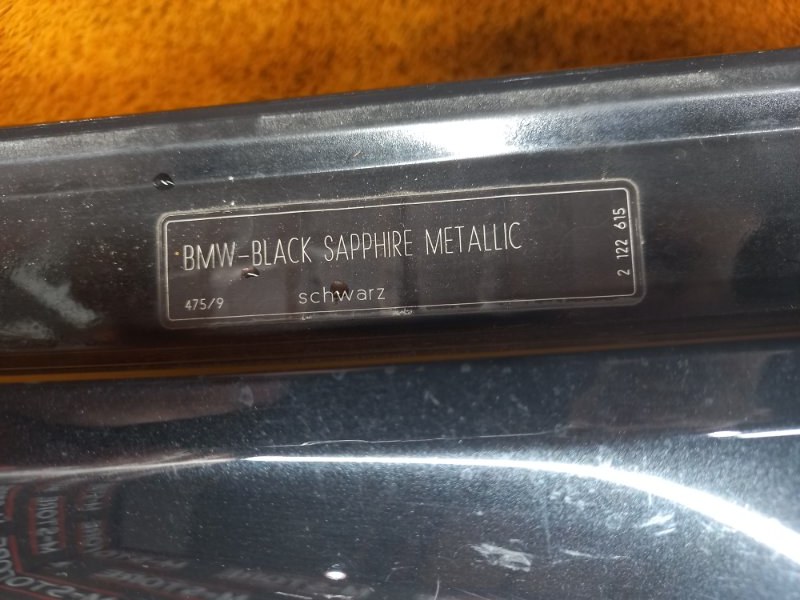 BMW-BLACK SAPPHIRE METALLIC
475/9
schwarz
2 122 615